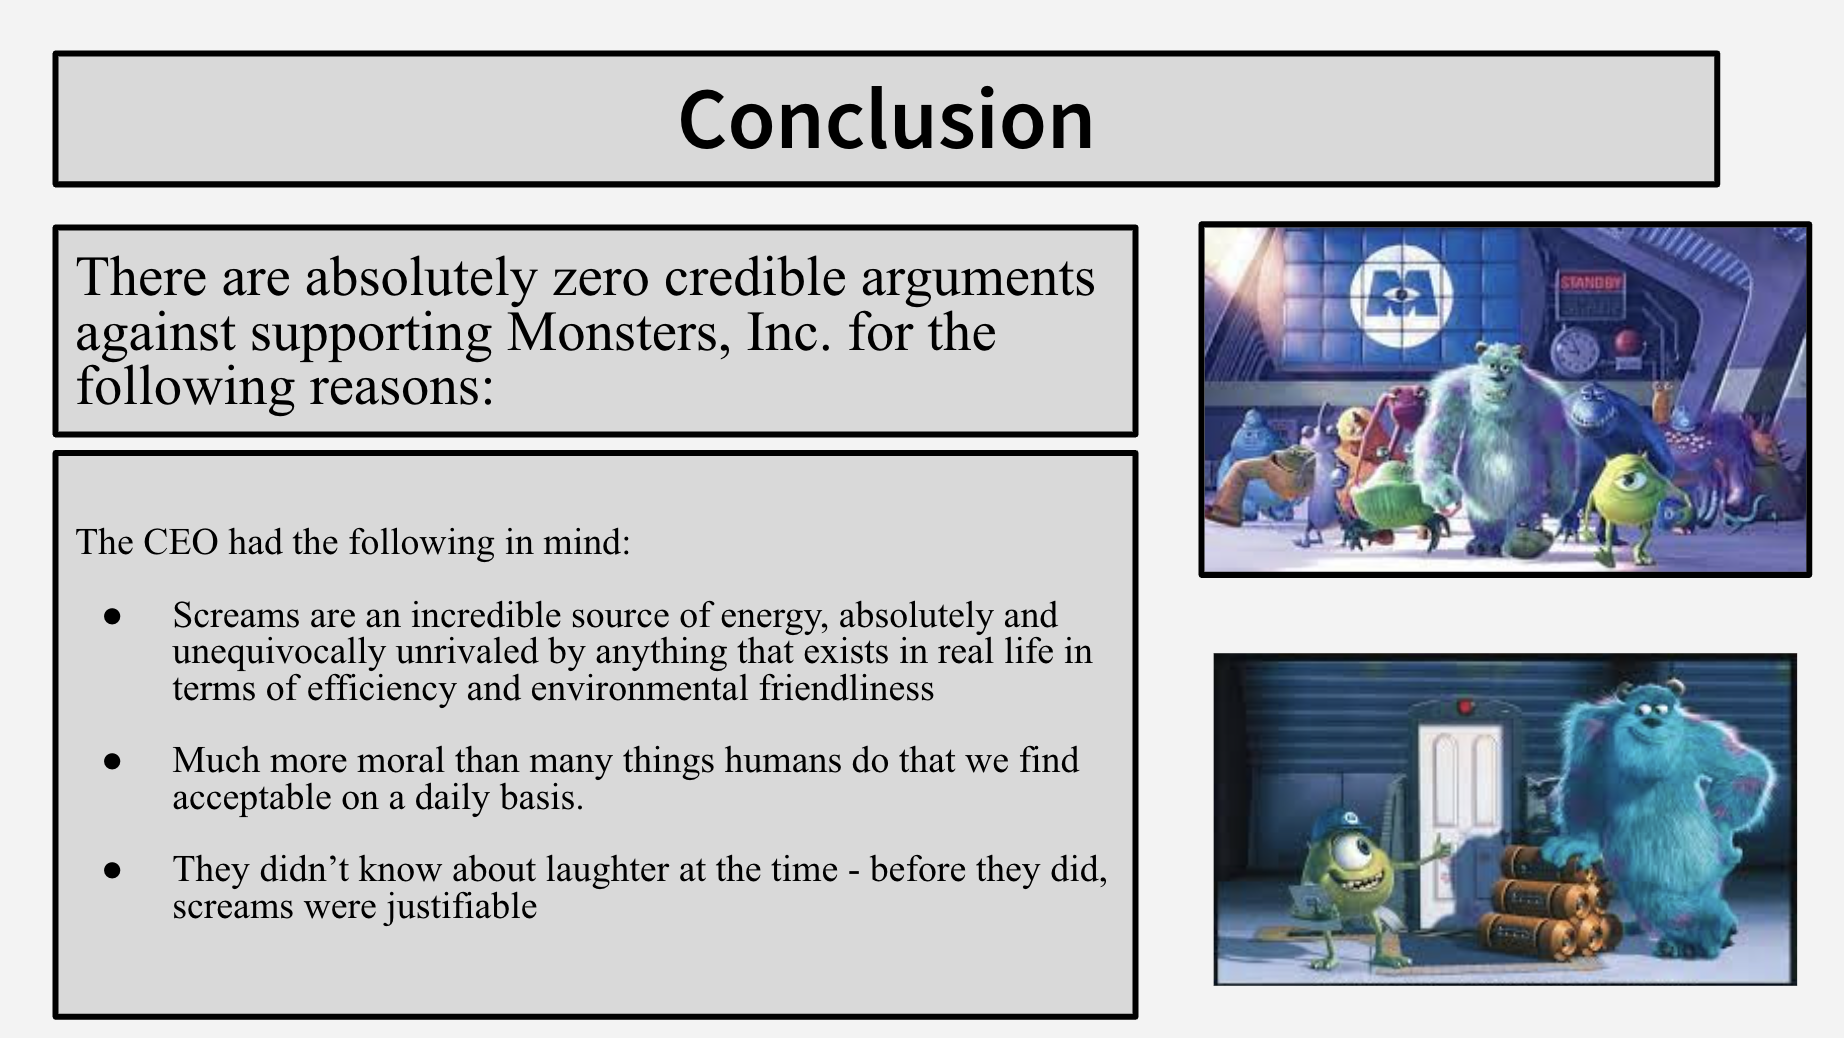 Conclusion
There are absolutely zero credible arguments
against supporting Monsters, Inc. for the
following reasons:
The CEO had the following in mind:
● Screams are an incredible source of energy, absolutely and
unequivocally unrivaled by anything that exists in real life in
terms of efficiency and environmental friendliness
● Much more moral than many things humans do that we find
acceptable on a daily basis.
● They didn’t know about laughter at the time - before they did,
screams were justifiable
STANDBY